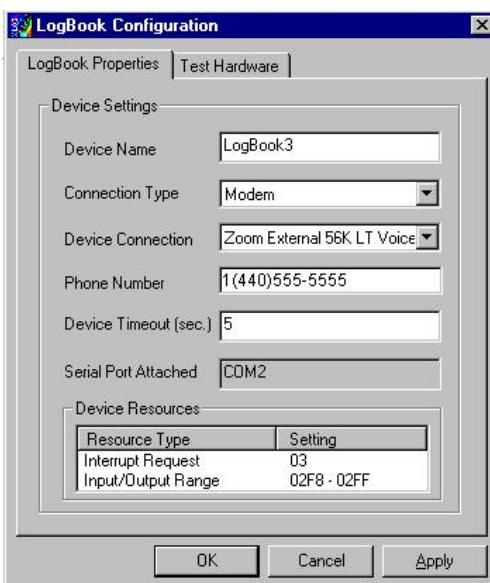 LogBook Configuration
LogBook Properties Test Hardware
Device Settings
Device Name LogBook3
Connection Type Modem
Device Connection Zoom External 56K LT Voice
Phone Number 1(440)555-5555
Device Timeout (sec.) 5
Serial Port Attached COM2
Device Resources
Resource Type Setting
Interrupt Request 03
Input/Output Range 02F8 - 02FF
OK Cancel Apply